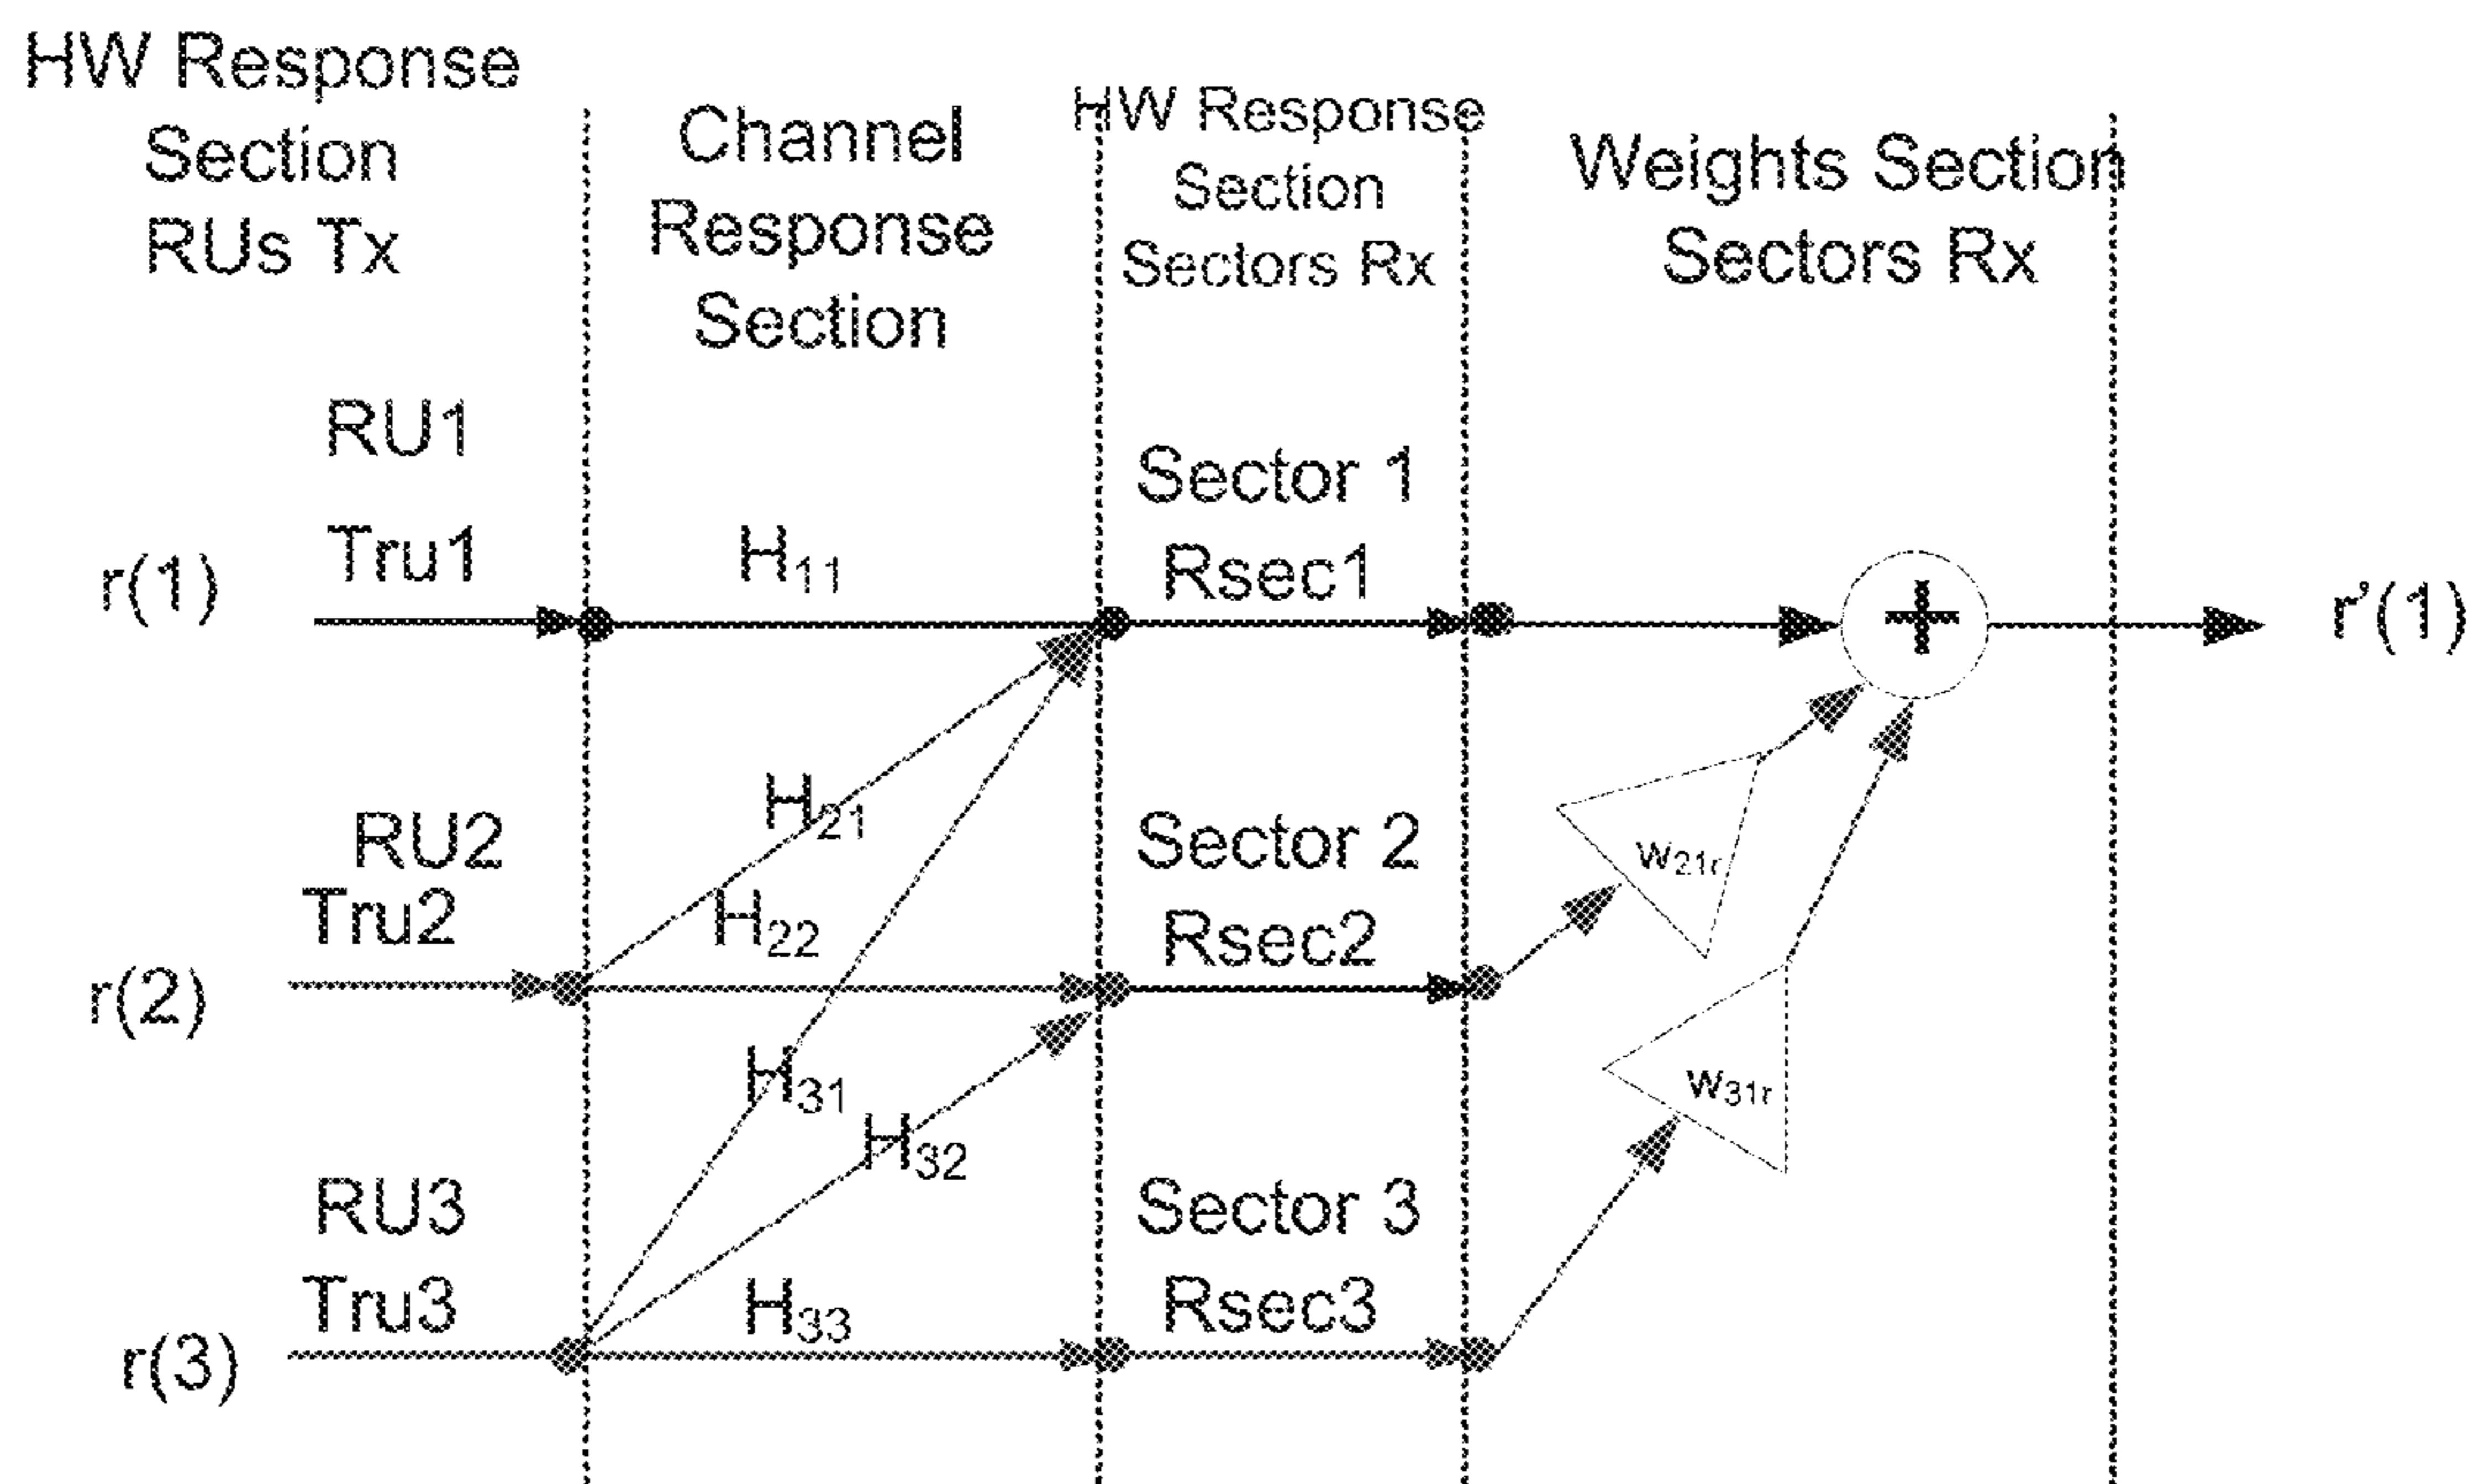 HW Response
Section
RUs Tx
Channel
Response
Section
HW Response
Section
Sectors Rx
Weights Section
Sectors Rx
RU1
Tru1
r(1)
H11
Sector 1
Rsec1
+
r'(1)
H21
RU2
Tru2
r(2)
H22
Sector 2
Rsec2
w21r
H31
H32
w31r
RU3
Tru3
r(3)
H33
Sector 3
Rsec3